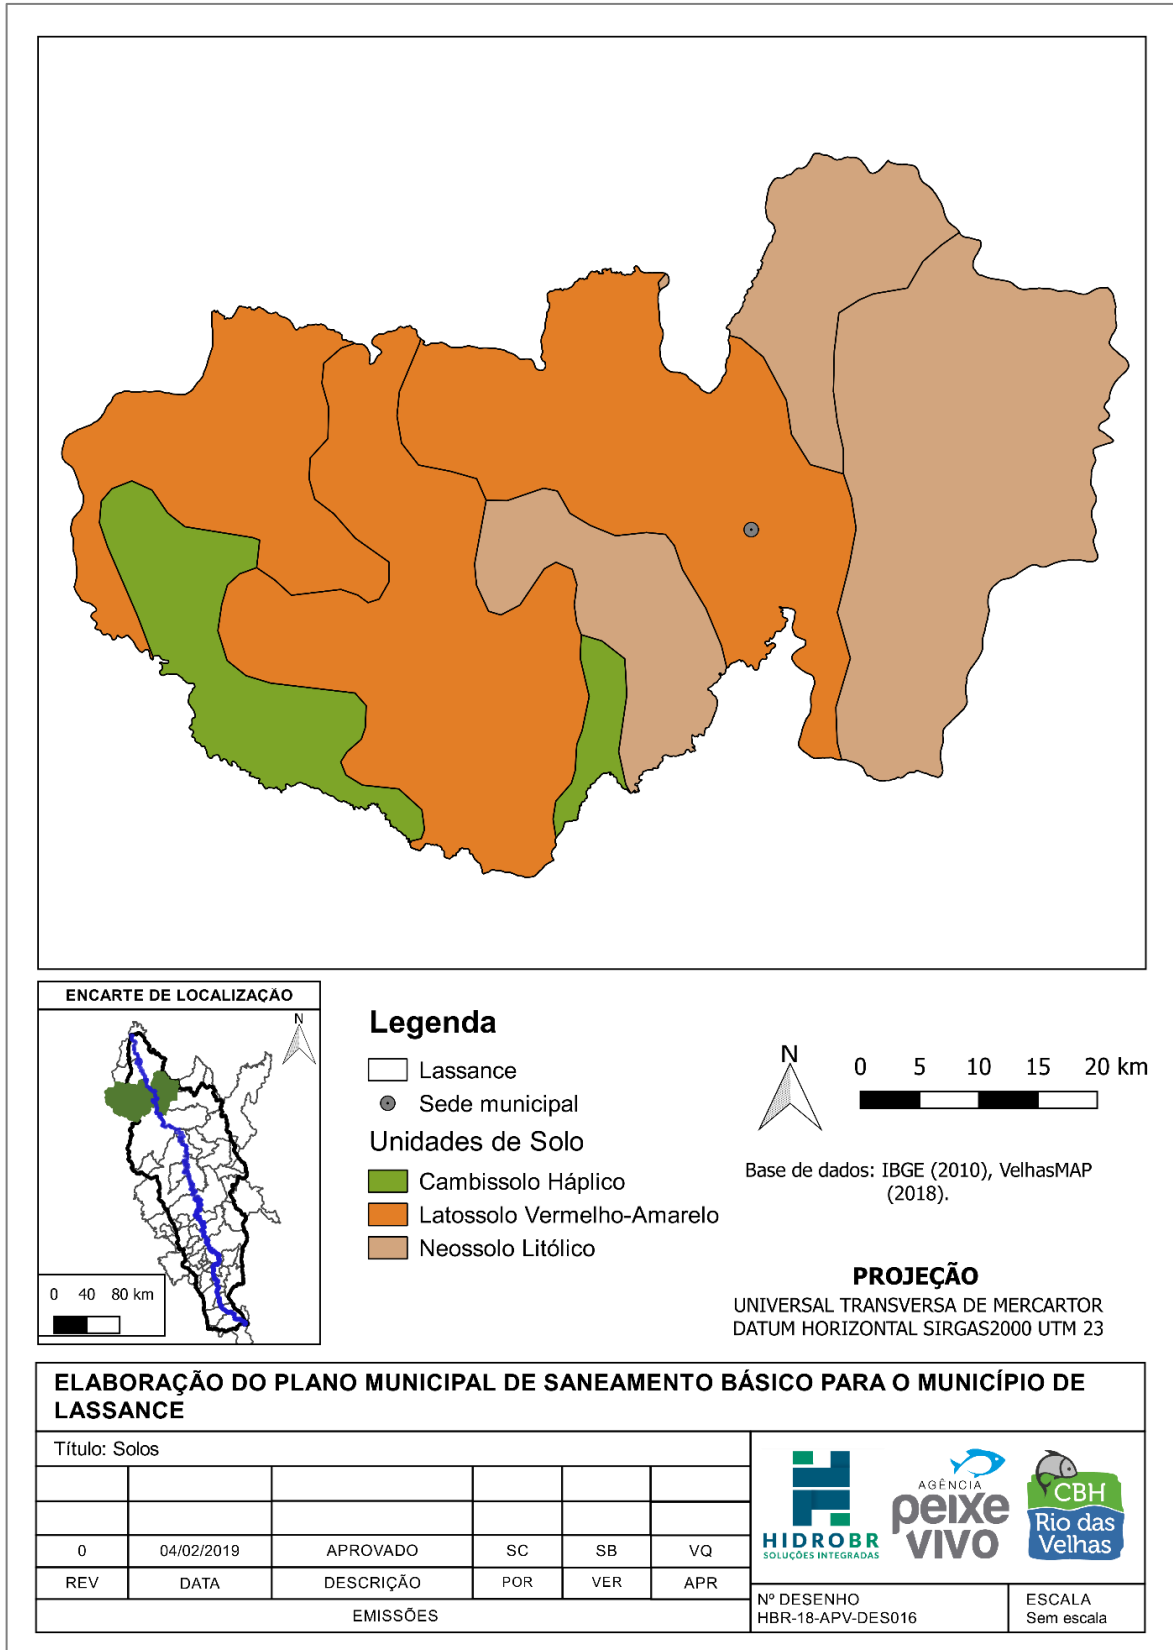 ENCARTE DE LOCALIZAÇÃO
N
0 40 80 km
Legenda
Lassance
Sede municipal
Unidades de Solo
Cambissolo Háplico
Latossolo Vermelho-Amarelo
Neossolo Litólico
N
0 5 10 15 20 km
Base de dados: IBGE (2010), VelhasMAP
(2018).
PROJEÇÃO
UNIVERSAL TRANSVERSA DE MERCARTOR
DATUM HORIZONTAL SIRGAS2000 UTM 23
ELABORAÇÃO DO PLANO MUNICIPAL DE SANEAMENTO BÁSICO PARA O MUNICÍPIO DE
LASSANCE
Título: Solos
0 04/02/2019 APROVADO SC SB VQ
REV DATA DESCRIÇÃO POR VER APR
EMISSÕES
HIDROBR
SOLUÇÕES INTEGRADAS
AGÊNCIA
peixe
vivo
CBH
Rio das
Velhas
Nº DESENHO
HBR-18-APV-DES016
ESCALA
Sem escala